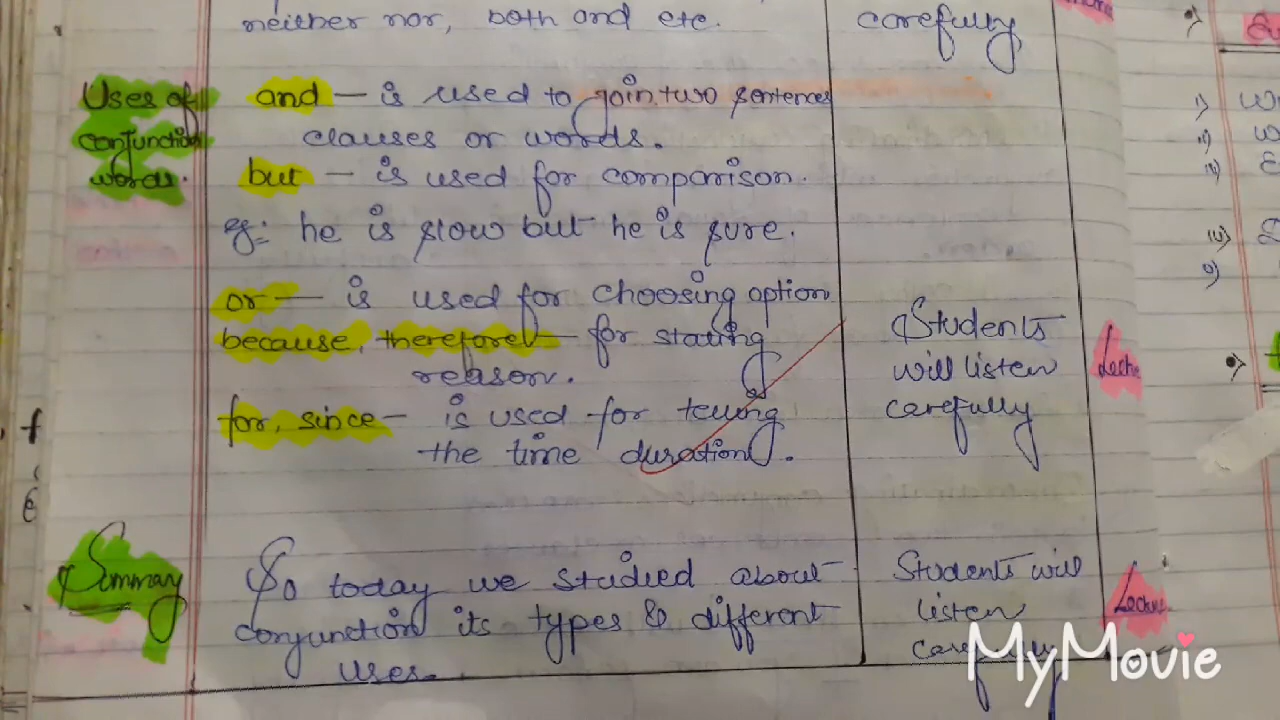 neither nor, both and etc.
carefully
Uses of
conjunction
words.
and — is used to join two sentences
clauses or words.
but — is used for comparison.
eg:- he is slow but he is sure.
or — is used for choosing option
because, therefore — for stating
reason.
for, since — is used for telling
the time duration.
Students
will listen
carefully
Summary
So today we studied about
conjunction its types & different
uses.
Students will
listen
carefully
MyMovie